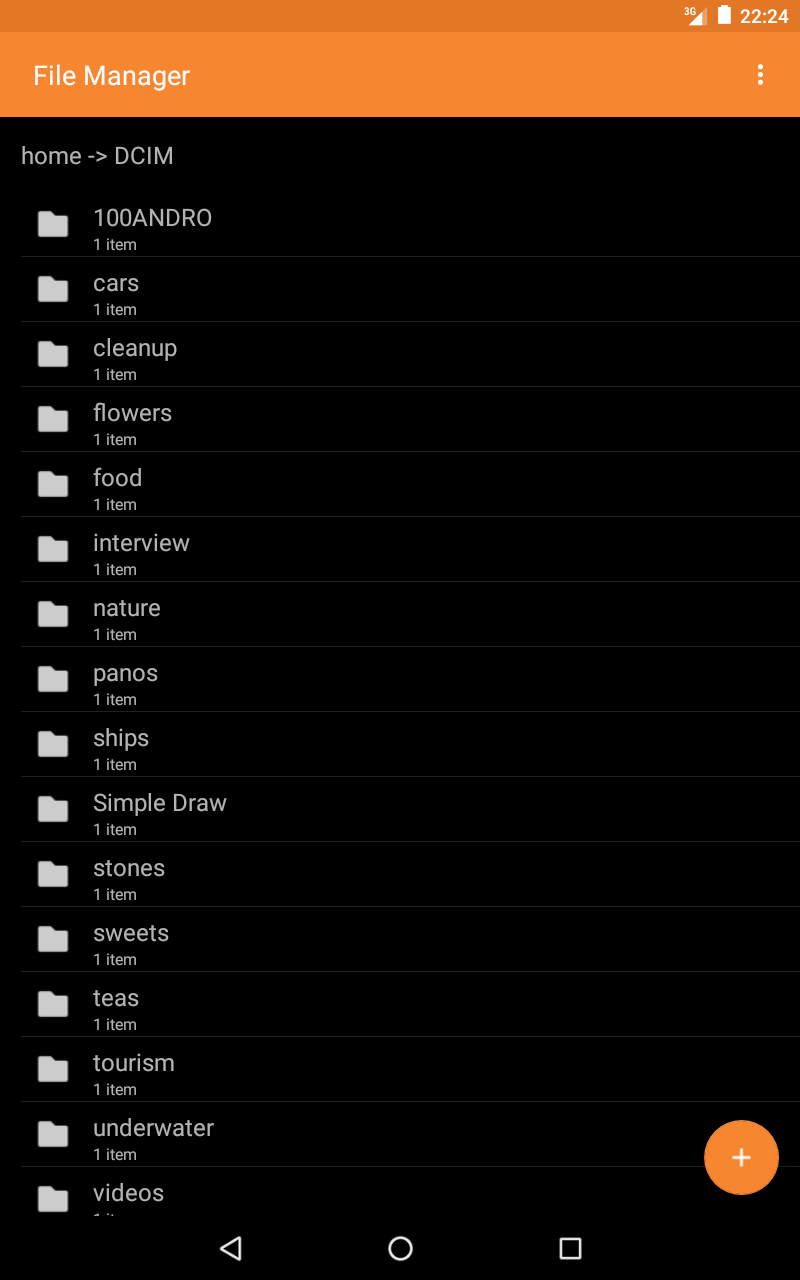 3G 22:24
File Manager
home -> DCIM
100ANDRO
1 item
cars
1 item
cleanup
1 item
flowers
1 item
food
1 item
interview
1 item
nature
1 item
panos
1 item
ships
1 item
Simple Draw
1 item
stones
1 item
sweets
1 item
teas
1 item
tourism
1 item
underwater
1 item
videos